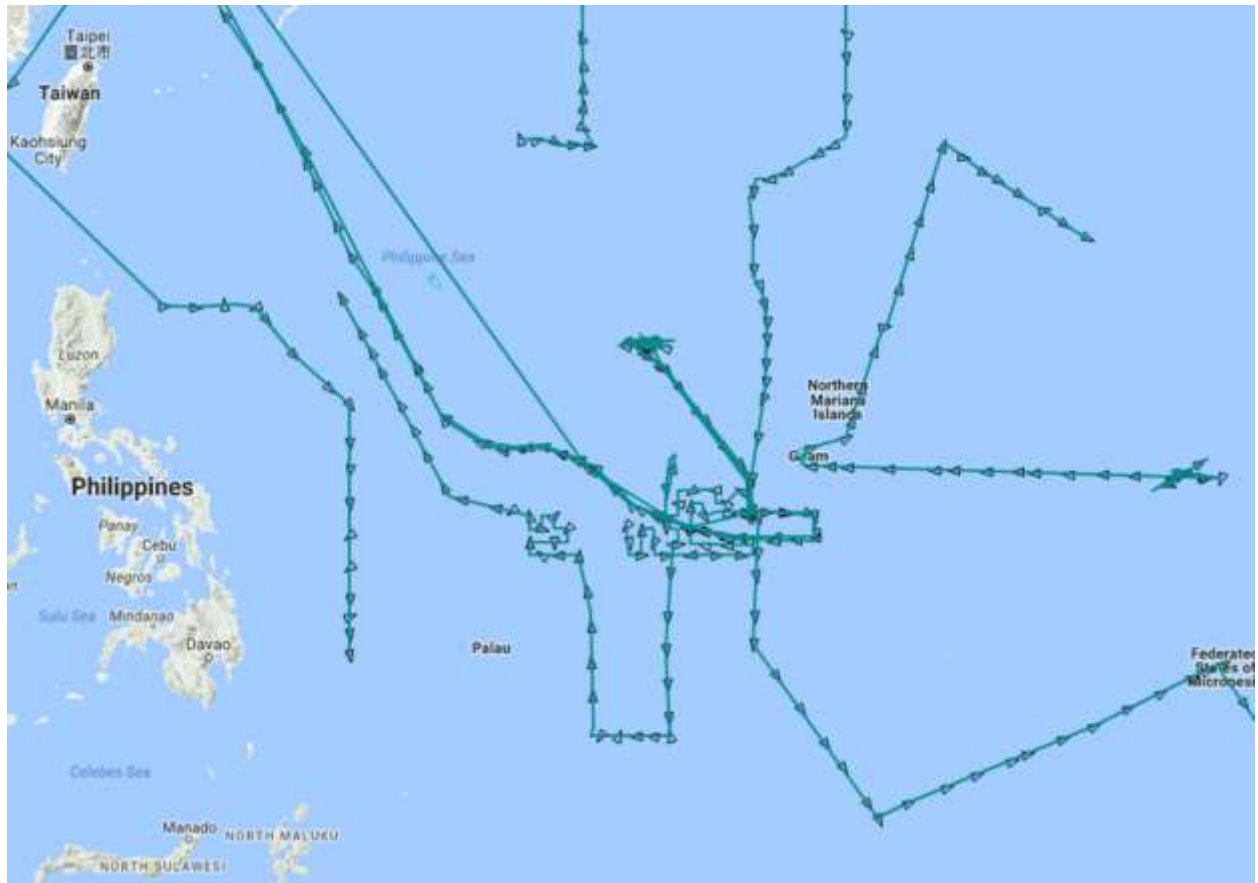 Taipei
臺北市
Taiwan
Kaohsiung
City
Philippine Sea
Luzon
Manila
Philippines
Northern
Mariana
Islands
Guam
Panay
Cebu
Negros
Sulu Sea
Mindanao
Davao
Palau
Federated
States of
Micronesi
Celebes Sea
Manado
NORTH MALUKU
NORTH SULAWESI